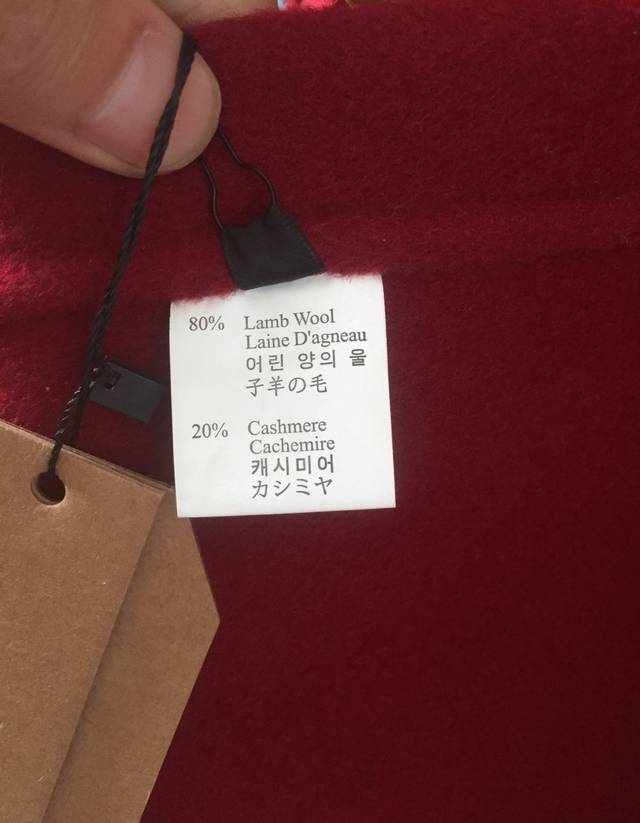 80% Lamb Wool
Laine D'agneau
어린 양의 울
子羊の毛
20% Cashmere
Cachemire
캐시미어
カシミヤ